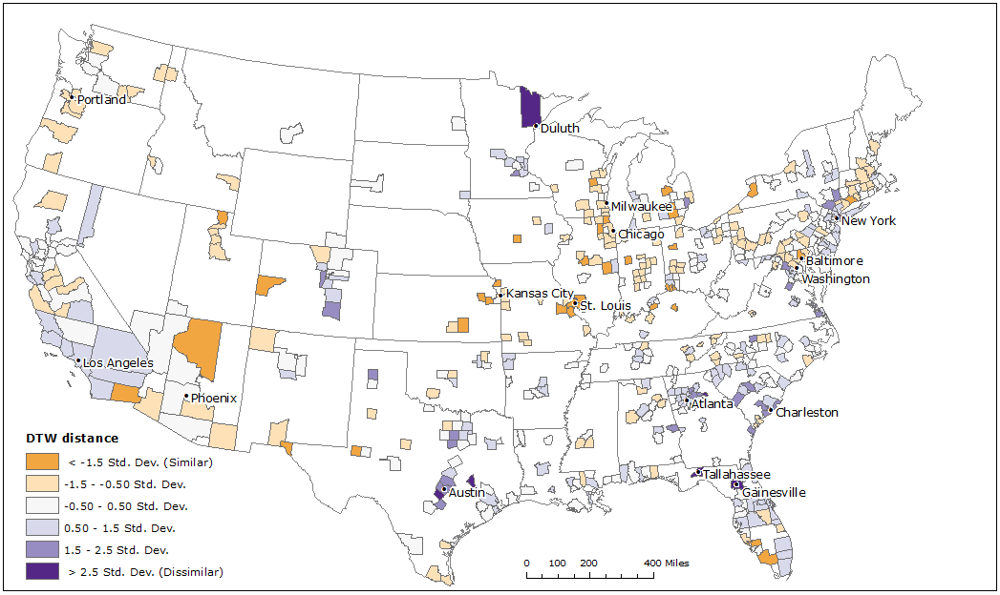 Portland
Duluth
Milwaukee
New York
Chicago
Baltimore
Washington
Kansas City
St. Louis
Los Angeles
Phoenix
Atlanta
Charleston
DTW distance
< -1.5 Std. Dev. (Similar)
-1.5 - -0.50 Std. Dev.
-0.50 - 0.50 Std. Dev.
0.50 - 1.5 Std. Dev.
1.5 - 2.5 Std. Dev.
> 2.5 Std. Dev. (Dissimilar)
Tallahassee
Austin
Gainesville
0 100 200 400 Miles